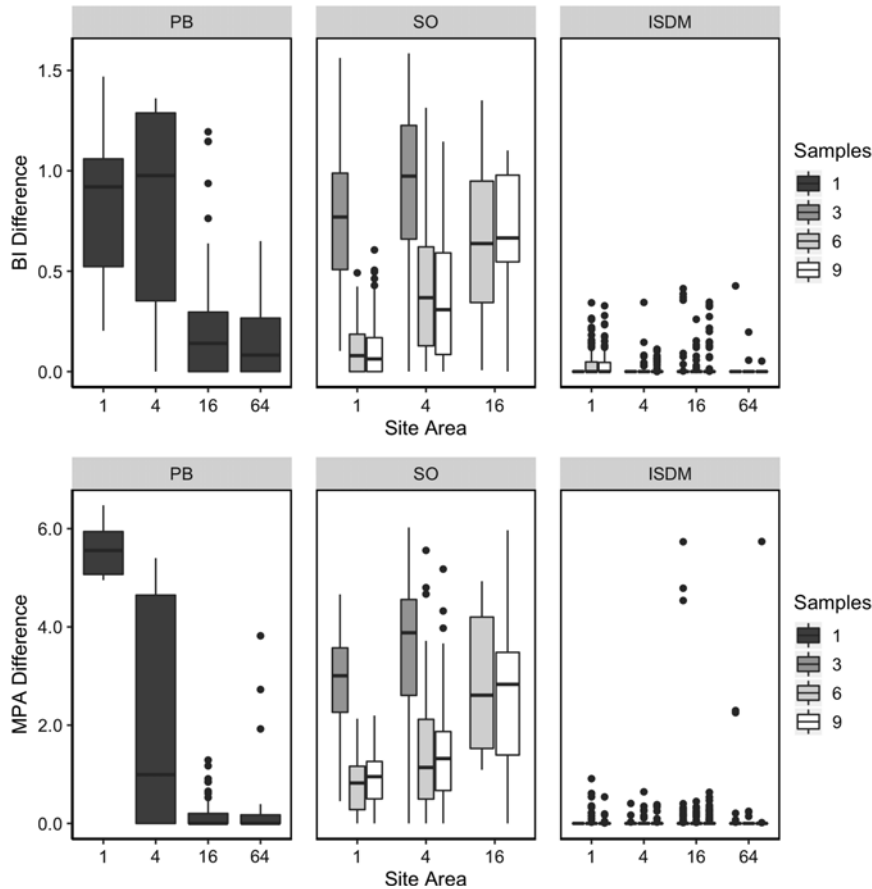 PB SO ISDM
1.5
1.0
0.5
0.0
BI Difference
1 4 16 64 1 4 16 1 4 16 64
Site Area
Samples
1
3
6
9
PB SO ISDM
6.0
4.0
2.0
0.0
MPA Difference
1 4 16 64 1 4 16 1 4 16 64
Site Area
Samples
1
3
6
9